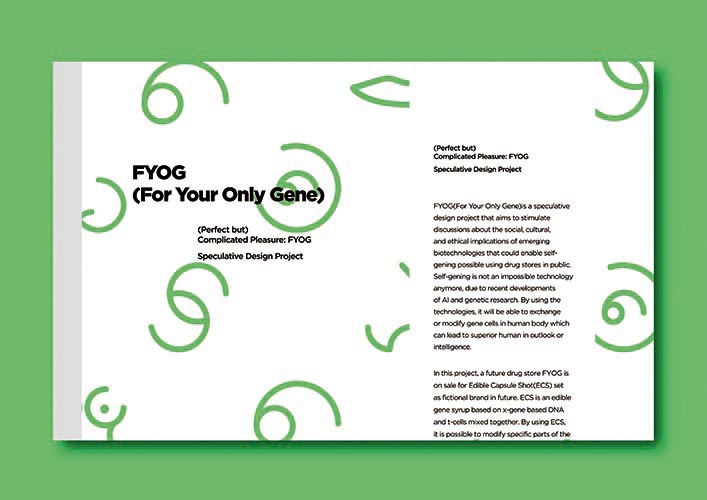 FYOG
(For Your Only Gene)
(Perfect but)
Complicated Pleasure: FYOG
Speculative Design Project
(Perfect but)
Complicated Pleasure: FYOG
Speculative Design Project
FYOG(For Your Only Gene)is a speculative
design project that aims to stimulate
discussions about the social, cultural,
and ethical implications of emerging
biotechnologies that could enable self-
gening possible using drug stores in public.
Self-gening is not an impossible technology
anymore, due to recent developments
of AI and genetic research. By using the
technologies, it will be able to exchange
or modify gene cells in human body which
can lead to superior human in outlook or
intelligence.
In this project, a future drug store FYOG is
on sale for Edible Capsule Shot(ECS) set
as fictional brand in future. ECS is an edible
gene syrup based on x-gene based DNA
and t-cells mixed together. By using ECS,
it is possible to modify specific parts of the